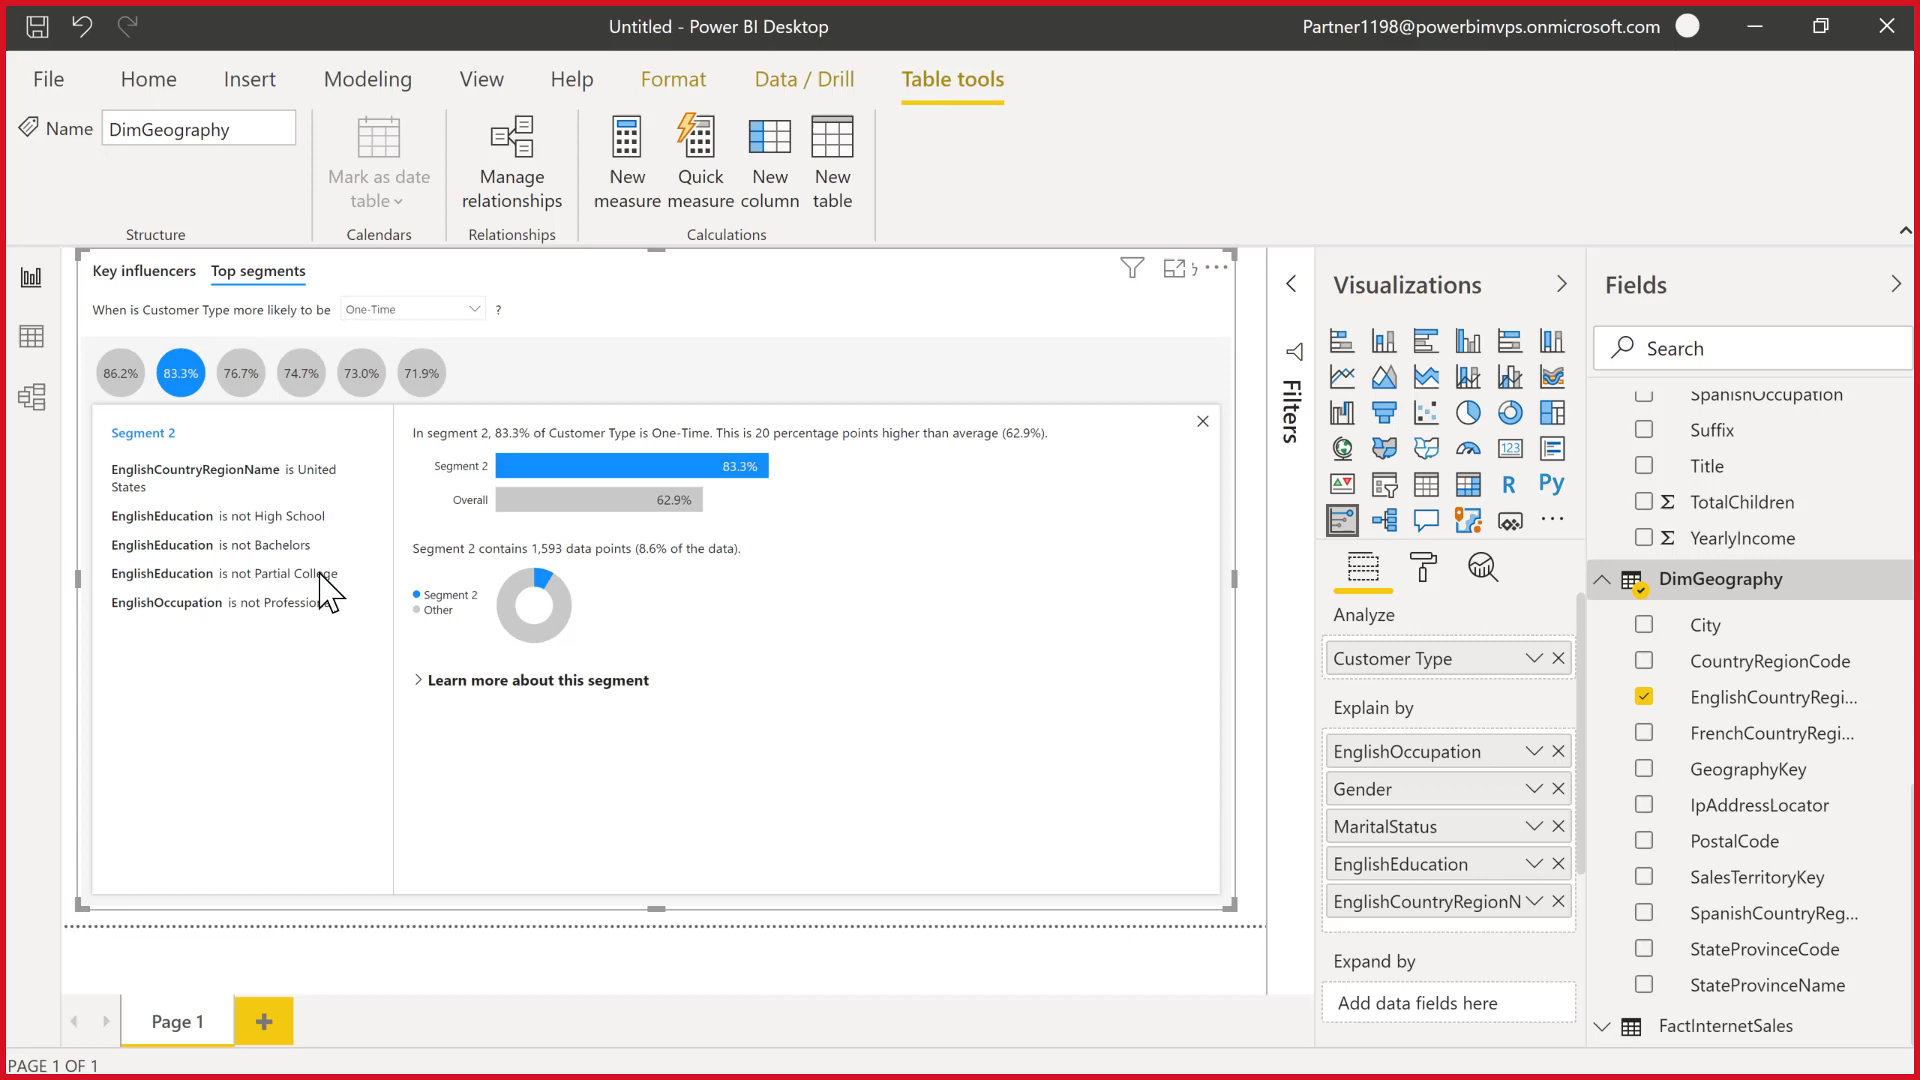 Untitled - Power BI Desktop
Partner1198@powerbimvps.onmicrosoft.com
File Home Insert Modeling View Help Format Data / Drill Table tools
Name DimGeography
Mark as date table
Manage relationships
New measure
Quick measure
New column
New table
Structure
Calendars
Relationships
Calculations
Key influencers Top segments
When is Customer Type more likely to be One-Time ?
86.2% 83.3% 76.7% 74.7% 73.0% 71.9%
Segment 2
EnglishCountryRegionName is United
States
EnglishEducation is not High School
EnglishEducation is not Bachelors
EnglishEducation is not Partial College
EnglishOccupation is not
In segment 2, 83.3% of Customer Type is One-Time. This is 20 percentage points higher than average (62.9%).
Segment 2 83.3%
Overall 62.9%
Segment 2 contains 1,593 data points (8.6% of the data).
Segment 2
Other
Learn more about this segment
Page 1
PAGE 1 OF 1
Filters
Visualizations
123
R Py
Analyze
Customer Type
Explain by
EnglishOccupation
Gender
MaritalStatus
EnglishEducation
EnglishCountryRegionN
Expand by
Add data fields here
Fields
Search
SpanishOccupation
Suffix
Title
Σ TotalChildren
Σ YearlyIncome
DimGeography
City
CountryRegionCode
EnglishCountryRegi...
FrenchCountryRegi...
GeographyKey
IpAddressLocator
PostalCode
SalesTerritoryKey
SpanishCountryReg...
StateProvinceCode
StateProvinceName
FactInternetSales